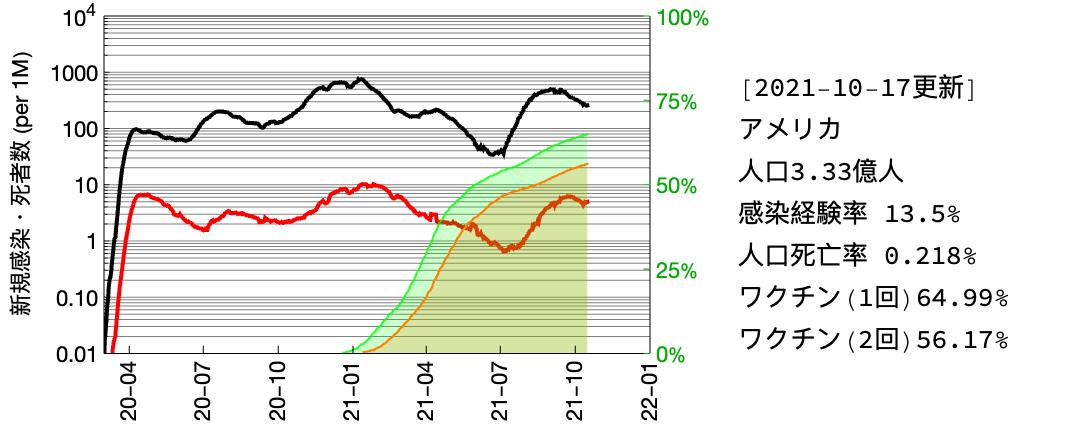 新規感染・死者数 (per 1M)
10^4
1000
100
10
1
0.10
0.01
100%
75%
50%
25%
0%
20-04
20-07
20-10
21-01
21-04
21-07
21-10
22-01
[2021-10-17更新]
アメリカ
人口3.33億人
感染経験率 13.5%
人口死亡率 0.218%
ワクチン(1回)64.99%
ワクチン(2回)56.17%